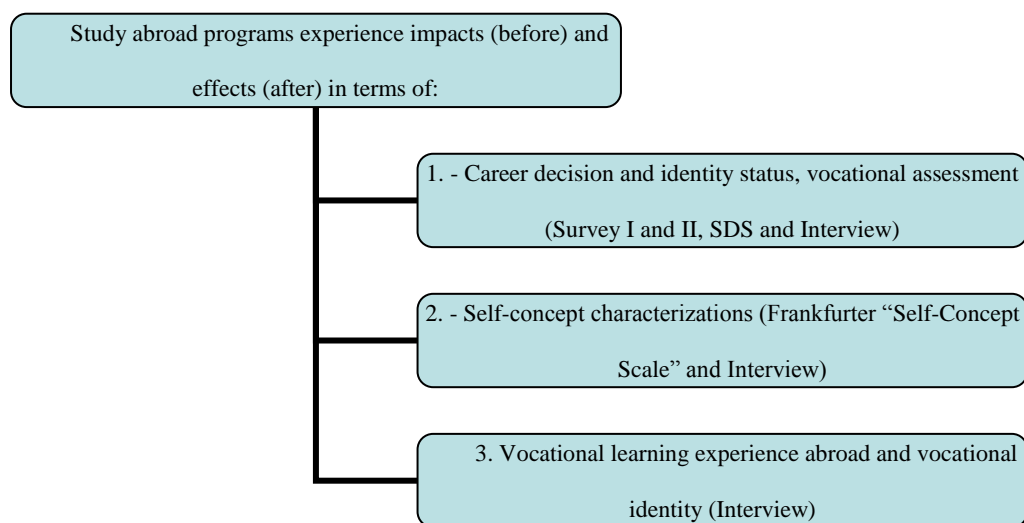 Study abroad programs experience impacts (before) and
effects (after) in terms of:
1. - Career decision and identity status, vocational assessment
(Survey I and II, SDS and Interview)
2. - Self-concept characterizations (Frankfurter “Self-Concept
Scale” and Interview)
3. Vocational learning experience abroad and vocational
identity (Interview)